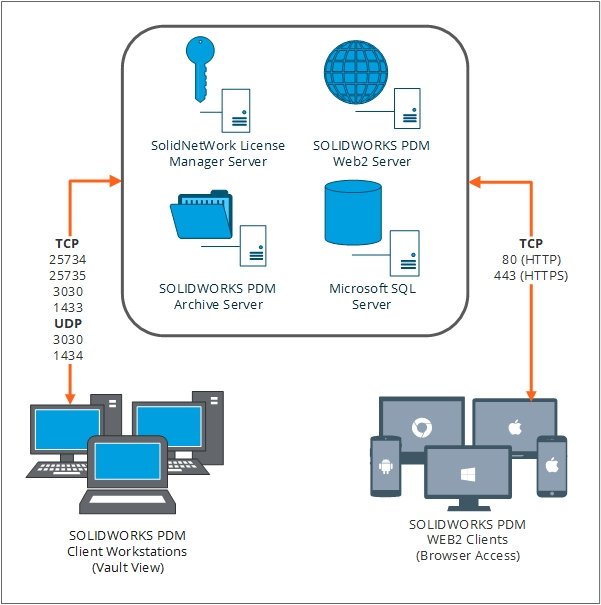 SolidNetWork License
Manager Server
SOLIDWORKS PDM
Web2 Server
SOLIDWORKS PDM
Archive Server
Microsoft SQL
Server
TCP
25734
25735
3030
1433
UDP
3030
1434
TCP
80 (HTTP)
443 (HTTPS)
SOLIDWORKS PDM
Client Workstations
(Vault View)
SOLIDWORKS PDM
WEB2 Clients
(Browser Access)